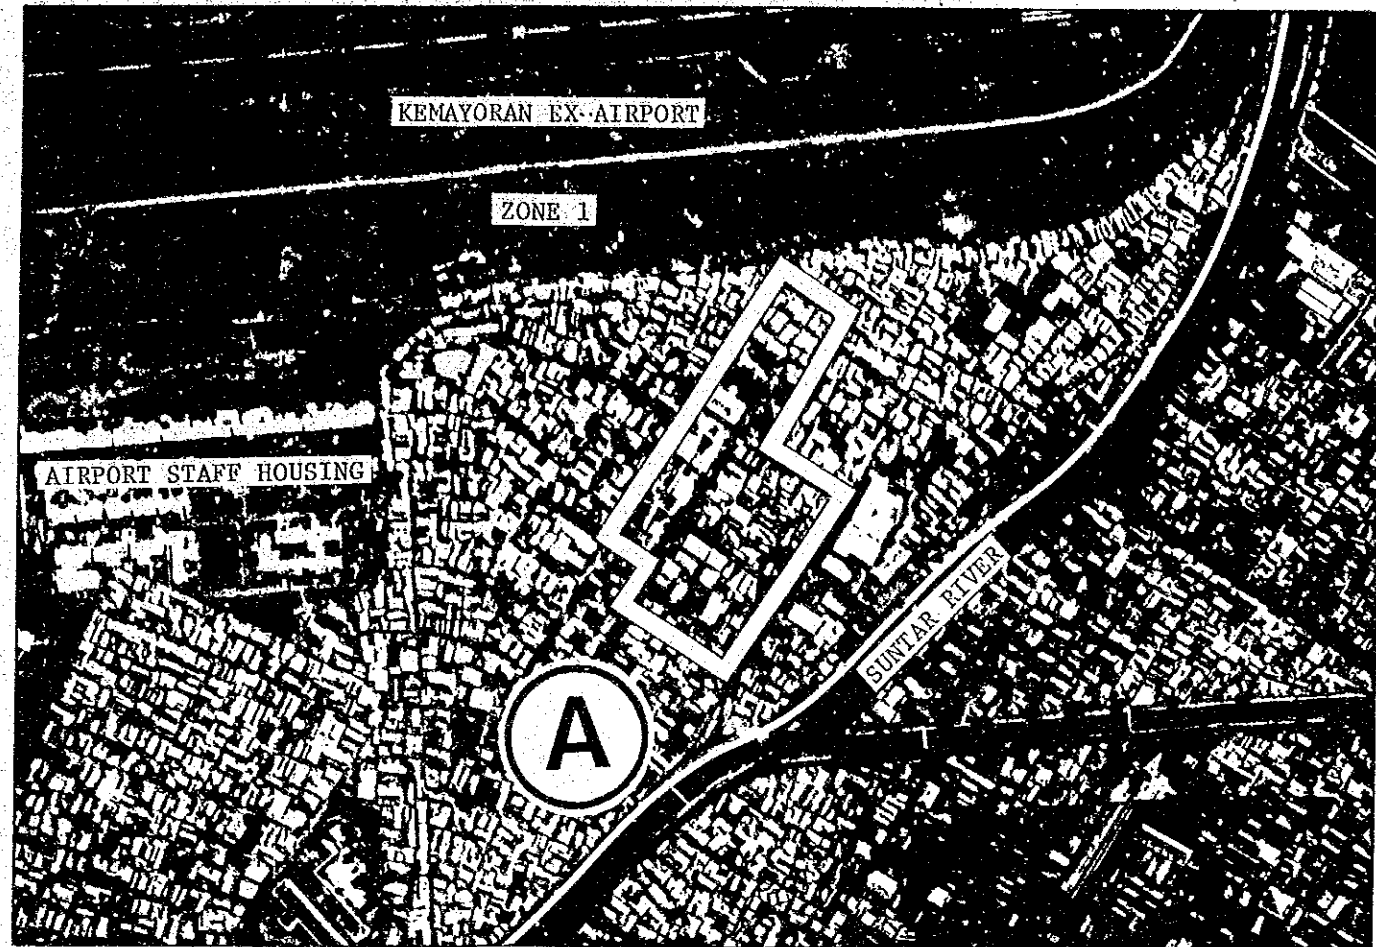 KEMAYORAN EX-AIRPORT
ZONE 1
AIRPORT STAFF HOUSING
SUNTAR RIVER
A